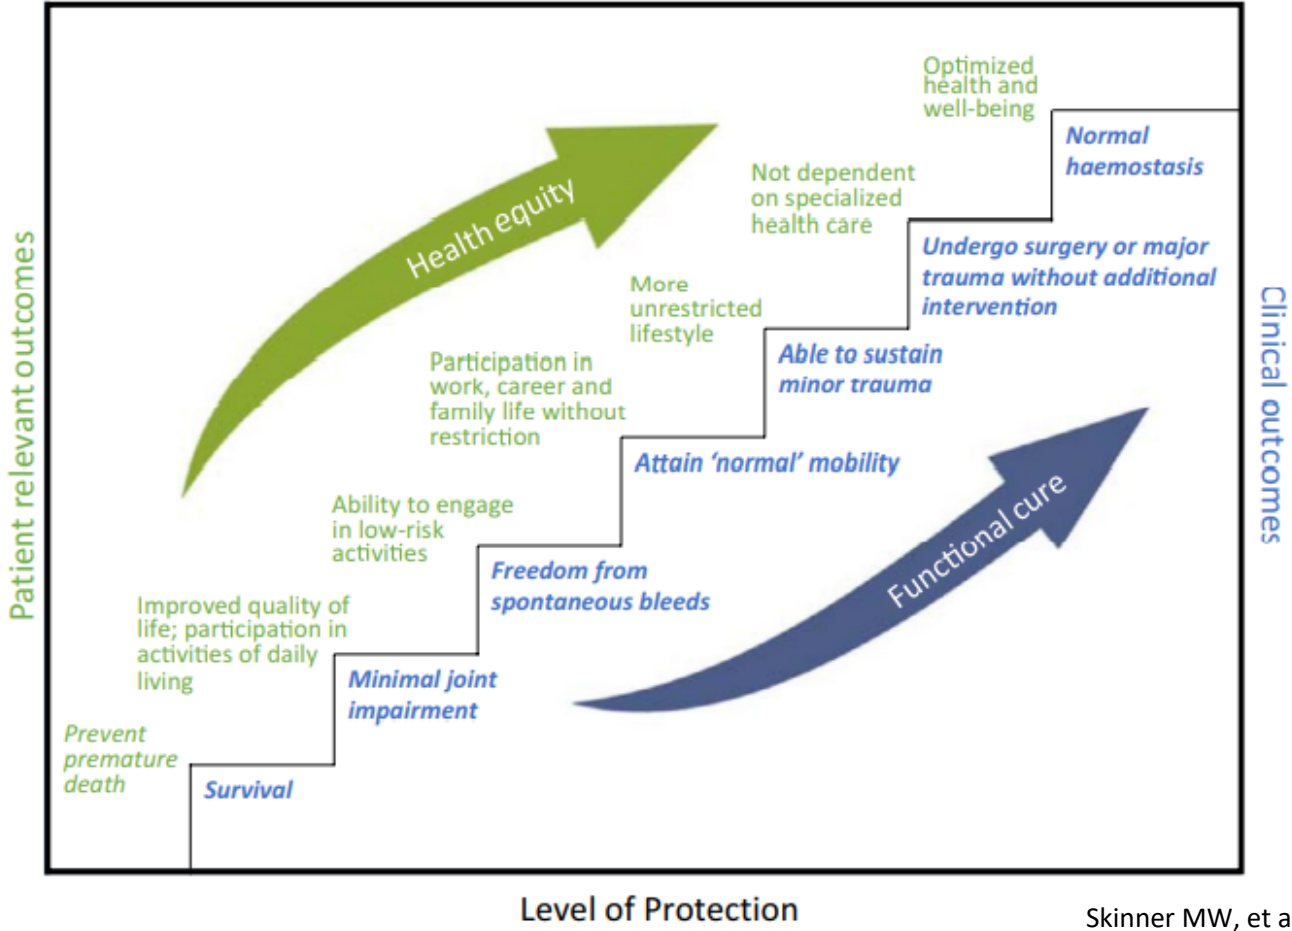 Optimized
health and
well-being
Normal
haemostasis
Not dependent
on specialized
health care
Undergo surgery or major
trauma without additional
intervention
More
unrestricted
lifestyle
Able to sustain
minor trauma
Participation in
work, career and
family life without
restriction
Attain ‘normal’ mobility
Ability to engage
in low-risk
activities
Freedom from
spontaneous bleeds
Improved quality of
life; participation in
activities of daily
living
Minimal joint
impairment
Prevent
premature
death
Survival
Health equity
Functional cure
Patient relevant outcomes
Clinical outcomes
Level of Protection
Skinner MW, et a